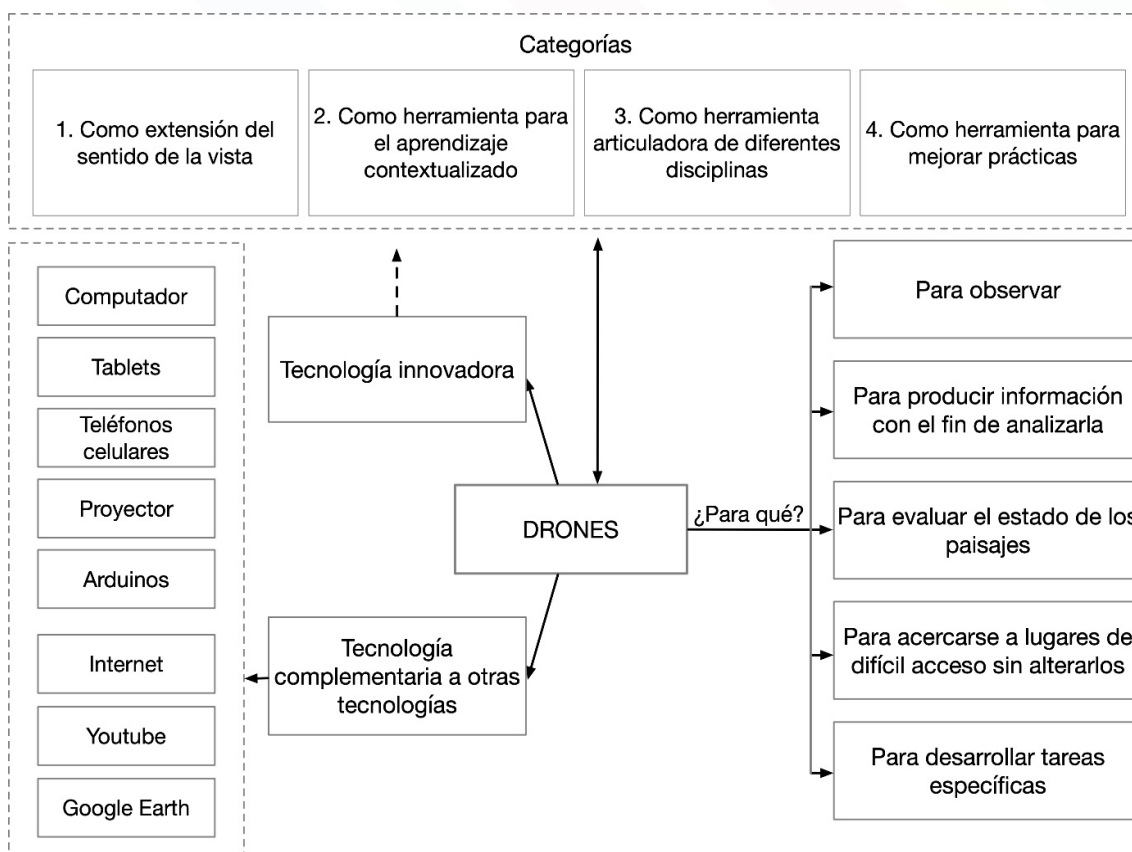 Categorías
1. Como extensión del
sentido de la vista
2. Como herramienta para
el aprendizaje
contextualizado
3. Como herramienta
articuladora de diferentes
disciplinas
4. Como herramienta para
mejorar prácticas
Computador
Tablets
Teléfonos
celulares
Proyector
Arduinos
Internet
Youtube
Google Earth
Tecnología innovadora
DRONES
Tecnología
complementaria a otras
tecnologías
¿Para qué?
Para observar
Para producir información
con el fin de analizarla
Para evaluar el estado de los
paisajes
Para acercarse a lugares de
difícil acceso sin alterarlos
Para desarrollar tareas
específicas